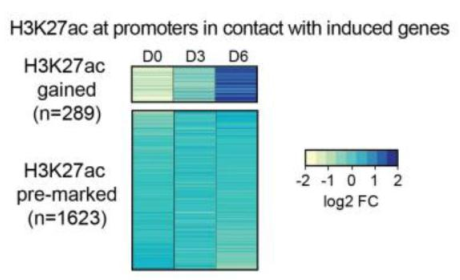 H3K27ac at promoters in contact with induced genes
D0 D3 D6
H3K27ac
gained
(n=289)
H3K27ac
pre-marked
(n=1623)
-2 -1 0 1 2
log2 FC